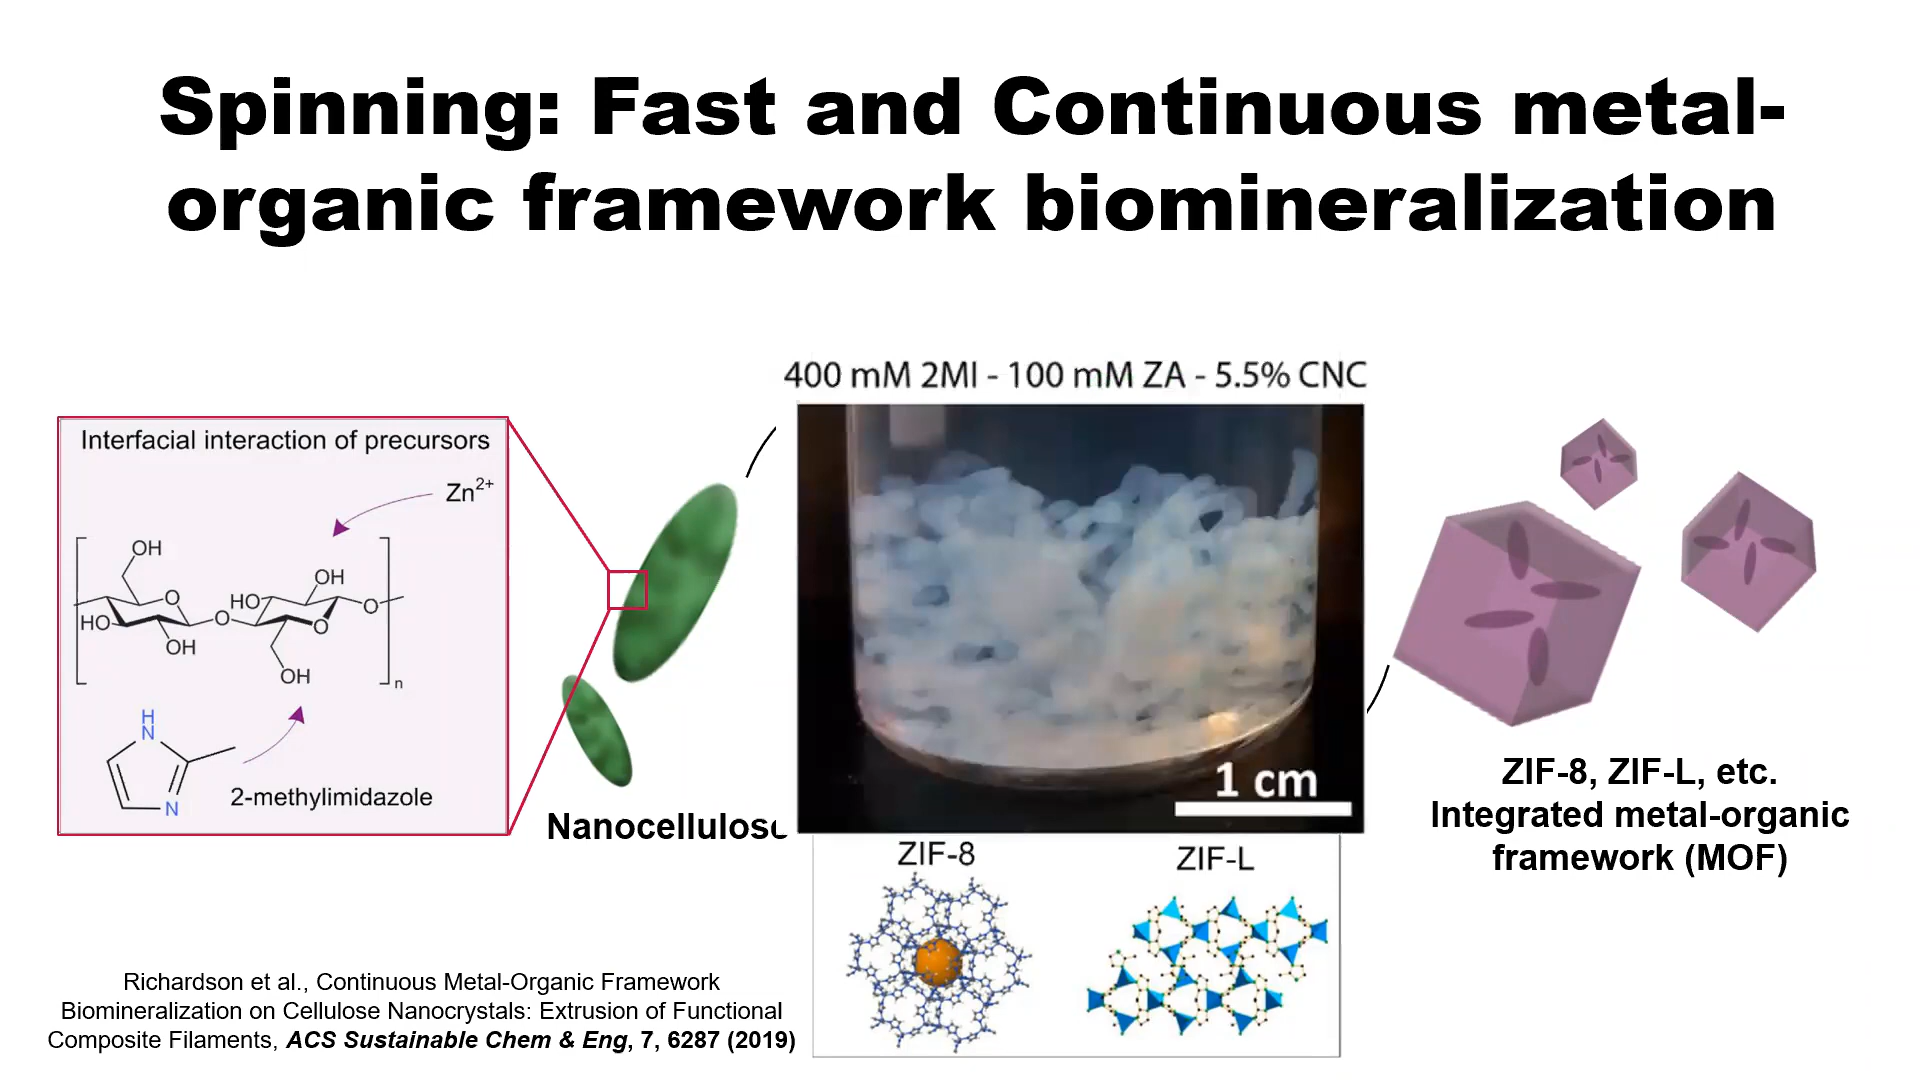 Spinning: Fast and Continuous metal-
organic framework biomineralization
400 mM 2MI - 100 mM ZA - 5.5% CNC
Interfacial interaction of precursors
Zn2+
OH
OH
O
HO
O
HO
O
O
OH
OH
n
H
N
N
2-methylimidazole
1 cm
ZIF-8
ZIF-L
ZIF-8, ZIF-L, etc.
Integrated metal-organic
framework (MOF)
Richardson et al., Continuous Metal-Organic Framework
Biomineralization on Cellulose Nanocrystals: Extrusion of Functional
Composite Filaments, ACS Sustainable Chem & Eng, 7, 6287 (2019)